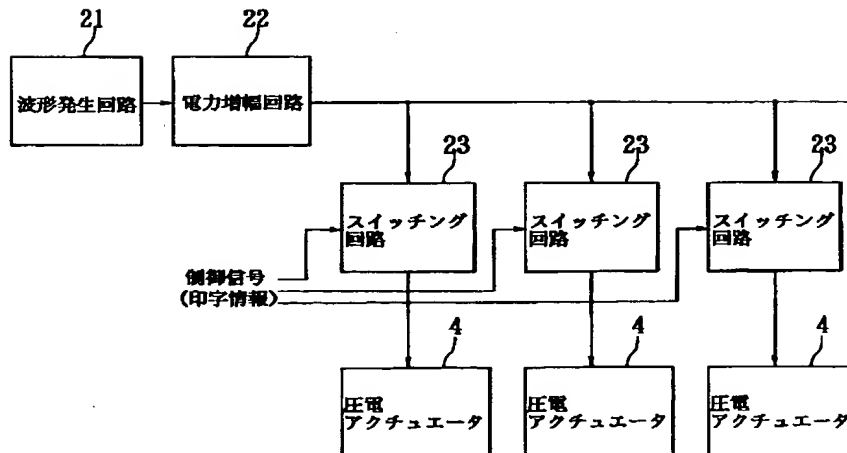 21
22
波形発生回路
電力増幅回路
23
23
23
スイッチング
回路
スイッチング
回路
スイッチング
回路
制御信号
(印字情報)
4
4
4
圧電
アクチュエータ
圧電
アクチュエータ
圧電
アクチュエータ